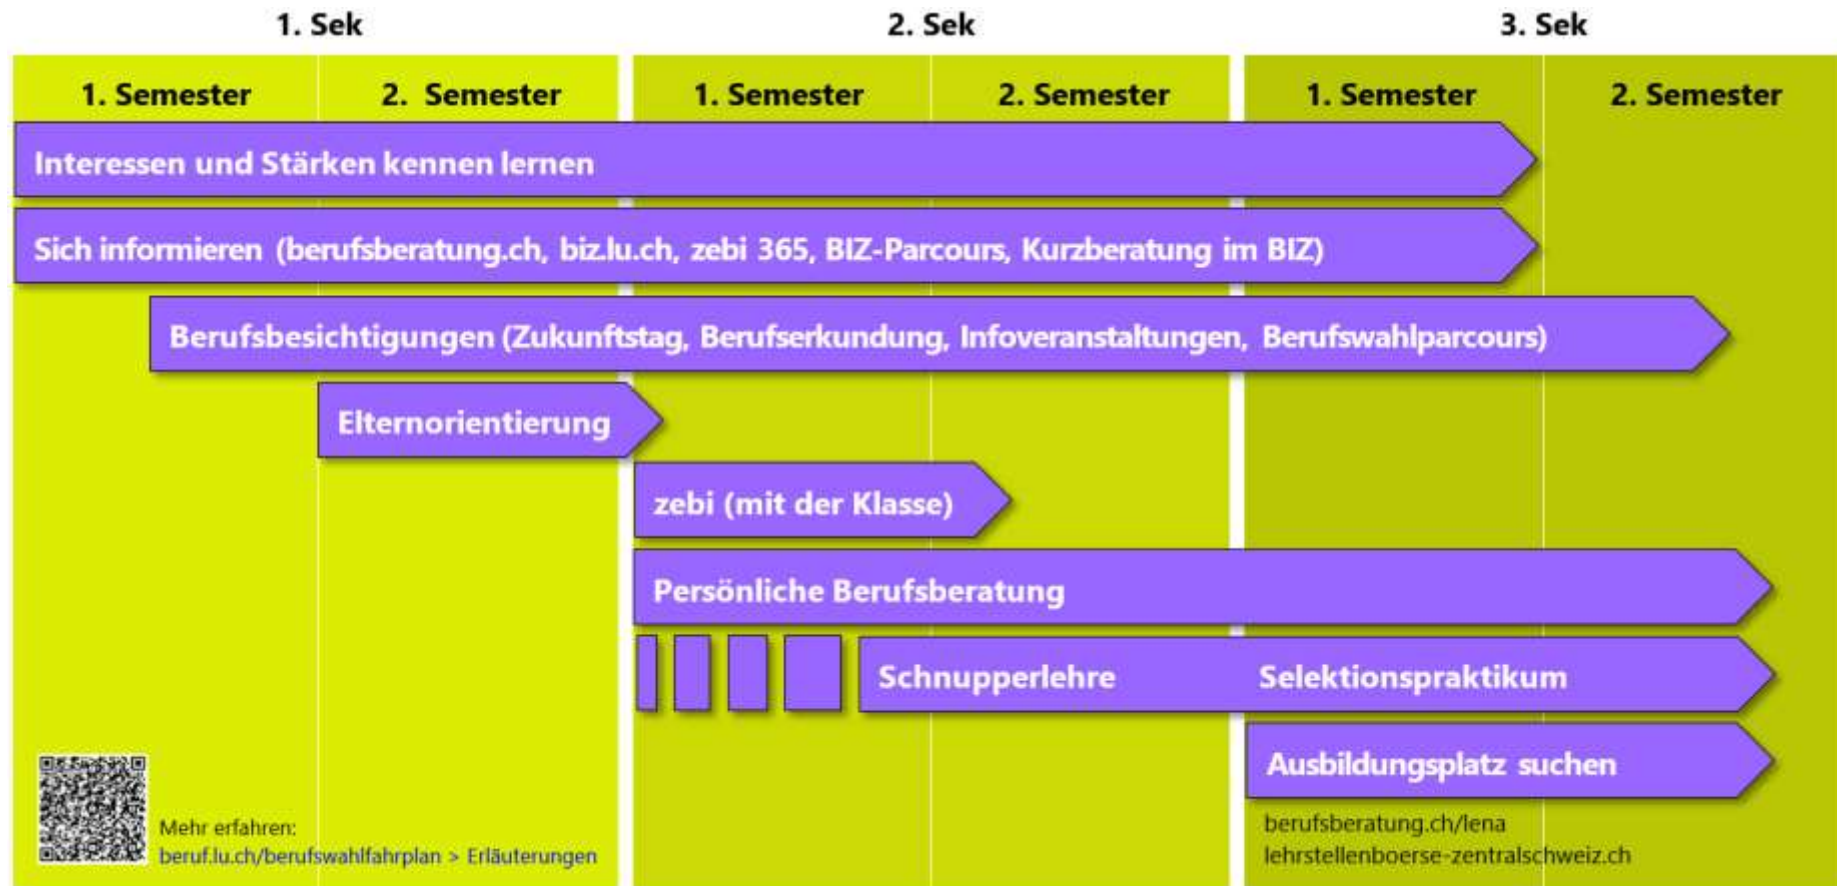 1. Sek
2. Sek
3. Sek
1. Semester
2. Semester
1. Semester
2. Semester
1. Semester
2. Semester
Interessen und Stärken kennen lernen
Sich informieren (berufsberatung.ch, biz.lu.ch, zebi 365, BIZ-Parcours, Kurzberatung im BIZ)
Berufsbesichtigungen (Zukunftstag, Berufserkundung, Infoveranstaltungen, Berufswahlparcours)
Elternorientierung
zebi (mit der Klasse)
Persönliche Berufsberatung
Schnupperlehre
Selektionspraktikum
Ausbildungsplatz suchen
Mehr erfahren:
beruf.lu.ch/berufswahlfahrplan > Erläuterungen
berufsberatung.ch/lena
lehrstellenboerse-zentralschweiz.ch